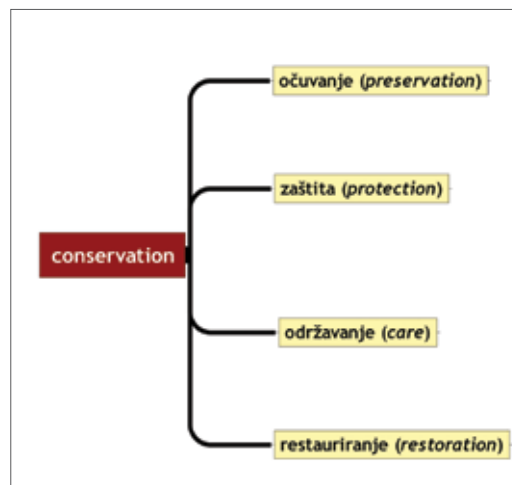 očuvanje (preservation)
zaštita (protection)
conservation
održavanje (care)
restauriranje (restoration)